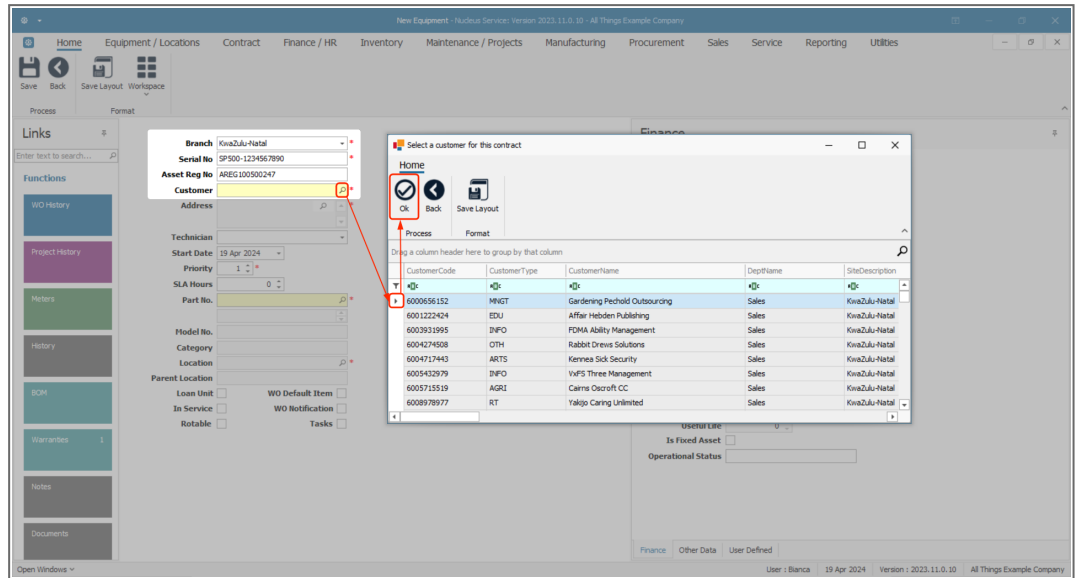 New Equipment - Nucleus Service: Version 2023.11.0.10 - All Things Example Company
Home Equipment / Locations Contract Finance / HR Inventory Maintenance / Projects Manufacturing Procurement Sales Service Reporting Utilities
Save Back Save Layout Workspace
Process Format
Links
Enter text to search...
Functions
WO History
Project History
Meters
History
BOM
Warranties 1
Notes
Documents
Branch KwaZulu-Natal *
Serial No SP500-1234567890 *
Asset Reg No AREG100500247
Customer *
Address *
Technician
Start Date 19 Apr 2024
Priority 1 *
SLA Hours 0
Part No. *
Model No.
Category
Location *
Parent Location
Loan Unit WO Default Item
In Service WO Notification
Rotable Tasks
Finance
Select a customer for this contract
Home
Ok Back Save Layout
Process Format
Drag a column header here to group by that column
CustomerCode CustomerType CustomerName DeptName SiteDescription
6000656152 MNGT Gardening Pechold Outsourcing Sales KwaZulu-Natal
6001222424 EDU Affair Hebden Publishing Sales KwaZulu-Natal
6003931995 INFO FDMA Ability Management Sales KwaZulu-Natal
6004274508 OTH Rabbit Drews Solutions Sales KwaZulu-Natal
6004717443 ARTS Kennea Sick Security Sales KwaZulu-Natal
6005432979 INFO VxFS Three Management Sales KwaZulu-Natal
6005715519 AGRI Cairns Oscroft CC Sales KwaZulu-Natal
6008978977 RT Yakijo Caring Unlimited Sales KwaZulu-Natal
Useful Life 0
Is Fixed Asset
Operational Status
Finance Other Data User Defined
Open Windows
User : Bianca 19 Apr 2024 Version : 2023.11.0.10 All Things Example Company